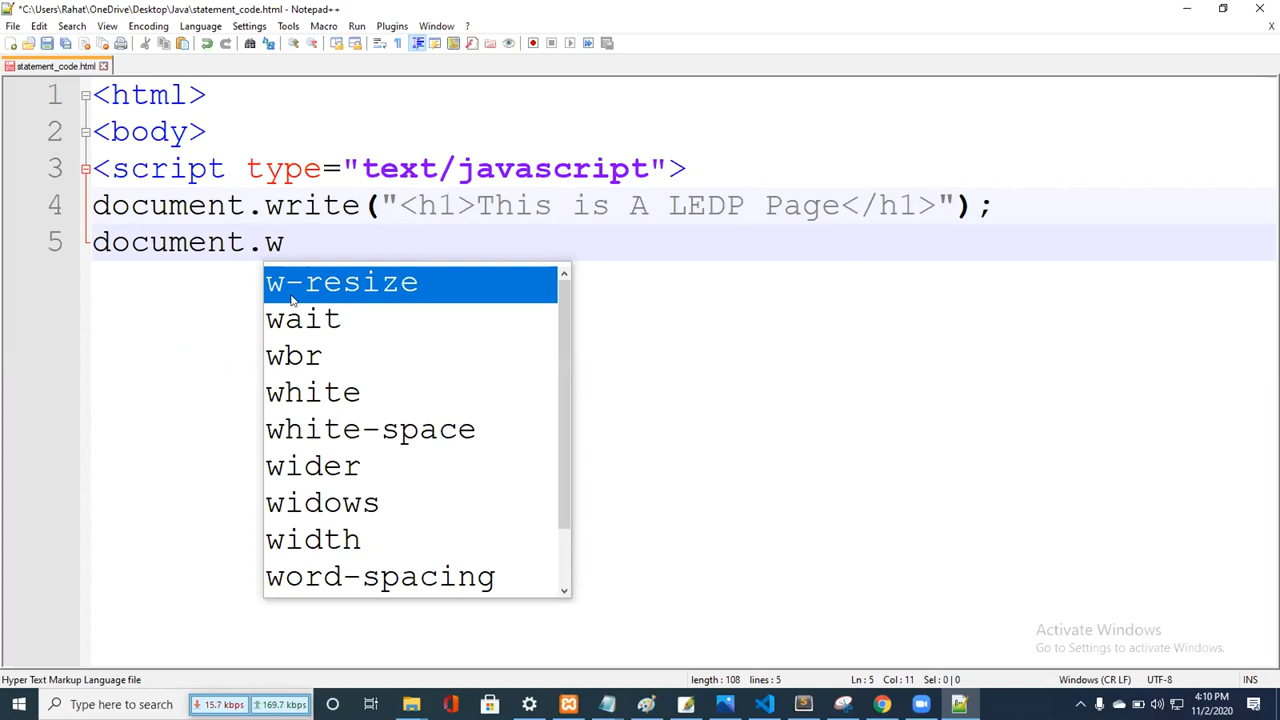 *C:\Users\Rahat\OneDrive\Desktop\Java\statement_code.html - Notepad++
File Edit Search View Encoding Language Settings Tools Macro Run Plugins Window ?
X
statement_code.html
1 <html>
2 <body>
3 <script type="text/javascript">
4 document.write("<h1>This is A LEDP Page</h1>");
5 document.w
w-resize
wait
wbr
white
white-space
wider
widows
width
word-spacing
Activate Windows
Go to Settings to activate Windows.
Hyper Text Markup Language file length : 108 lines : 5 Ln : 5 Col : 11 Sel : 0 | 0 Windows (CR LF) UTF-8 INS
Type here to search 15.7 kbps 169.7 kbps 4:10 PM
11/2/2020